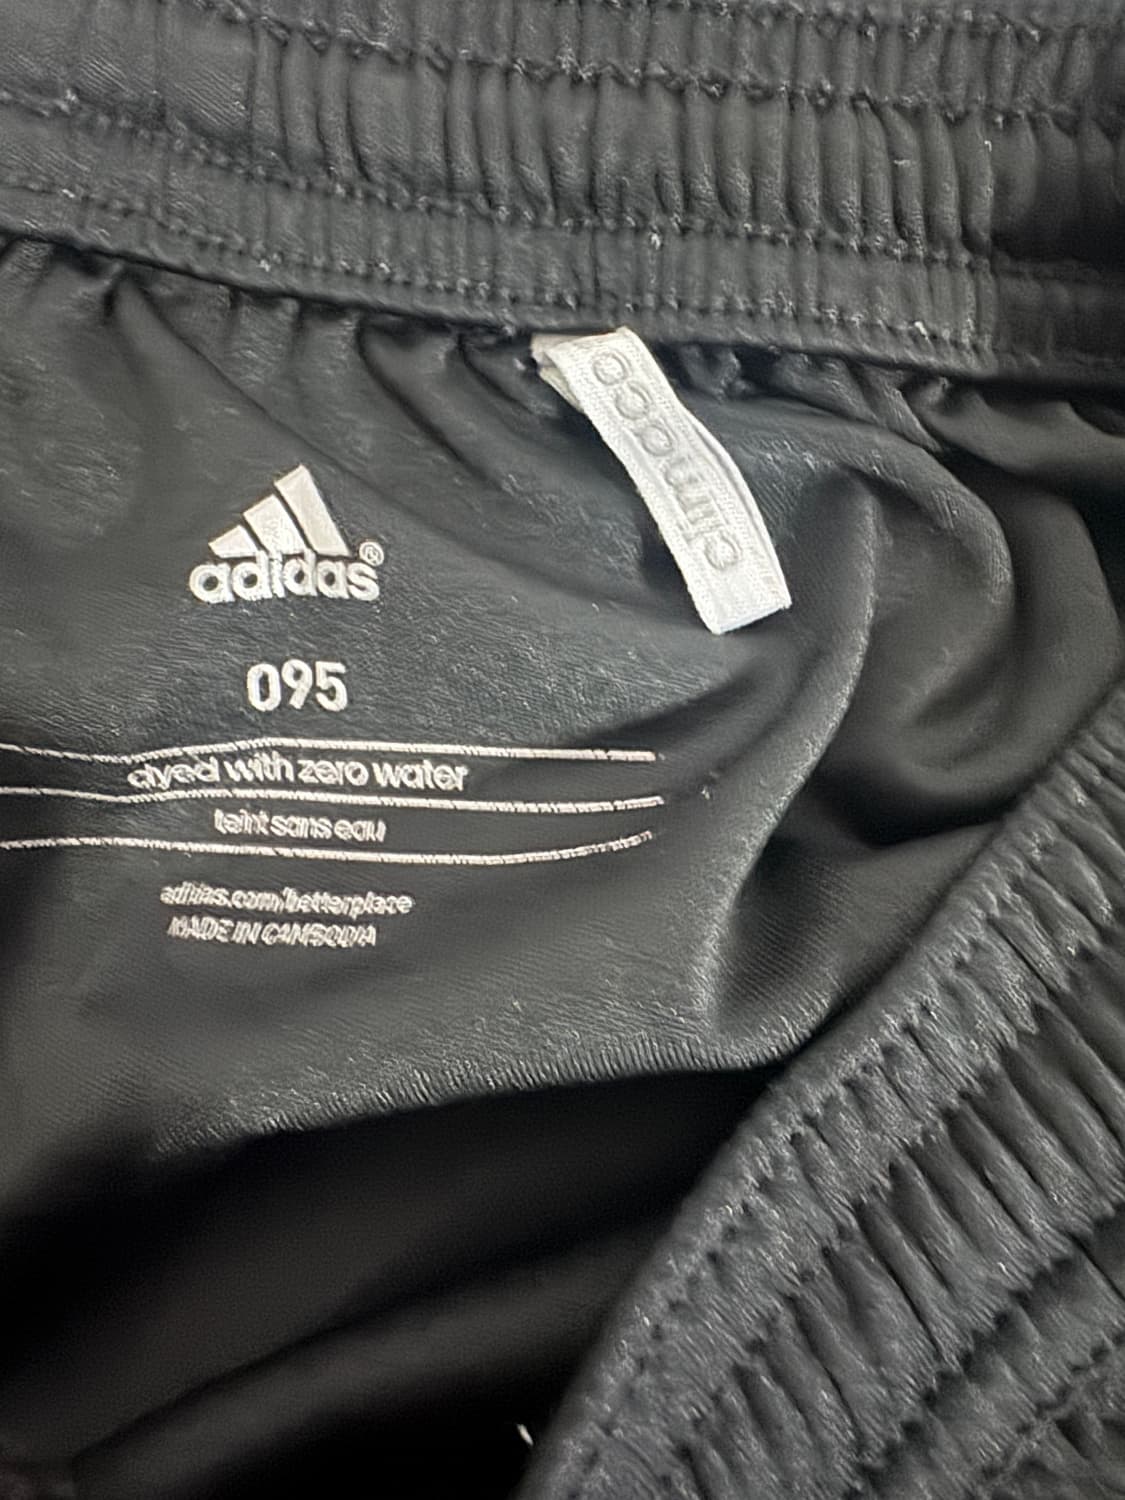 adidas®
095
dyed with zero water
teint sans eau
adidas.com/betterplace
MADE IN CAMBODIA
climacool